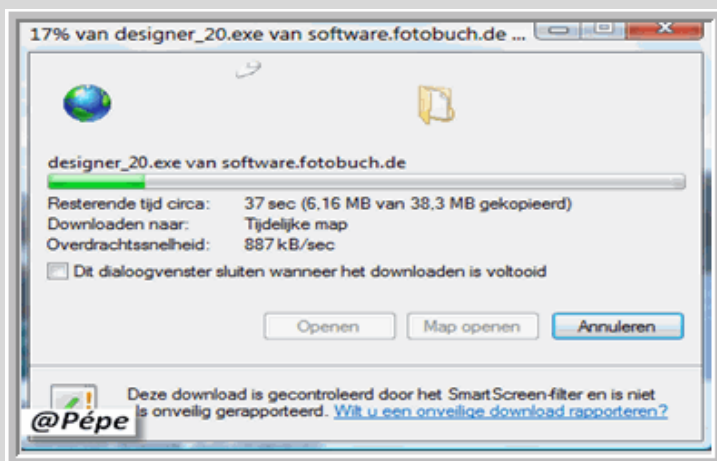 17% van designer_20.exe van software.fotobuch.de ...
designer_20.exe van software.fotobuch.de
Resterende tijd circa: 37 sec (6,16 MB van 38,3 MB gekopieerd)
Downloaden naar: Tijdelijke map
Overdrachtssnelheid: 887 kB/sec
Dit dialoogvenster sluiten wanneer het downloaden is voltooid
Openen Map openen Annuleren
Deze download is gecontroleerd door het SmartScreen-filter en is niet
onveilig gerapporteerd. Wilt u een onveilige download rapporteren?
@Pépe